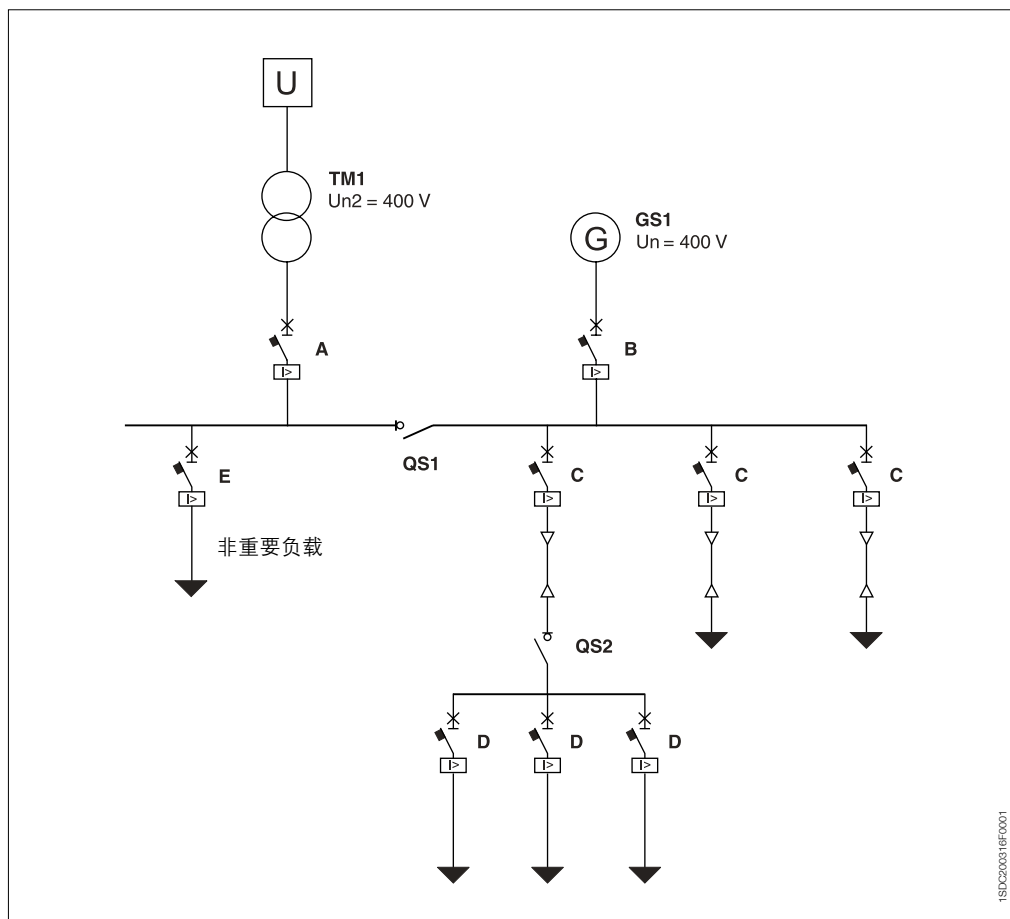 U
TM1
Un2 = 400 V
G
GS1
Un = 400 V
A
I>
B
I>
QS1
E
I>
C
I>
C
I>
C
I>
非重要负载
QS2
D
I>
D
I>
D
I>
1SDC200316F0001